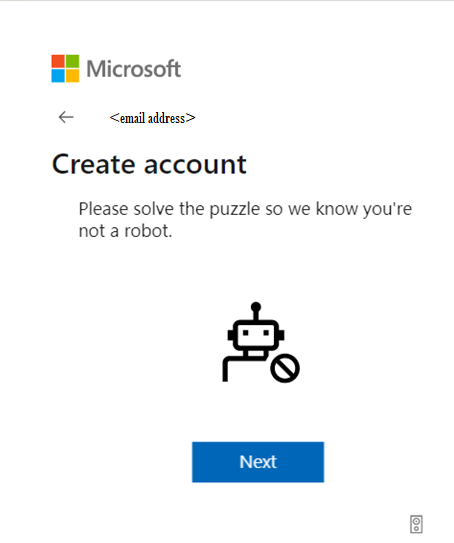 Microsoft
<email address>
Create account
Please solve the puzzle so we know you're
not a robot.
Next